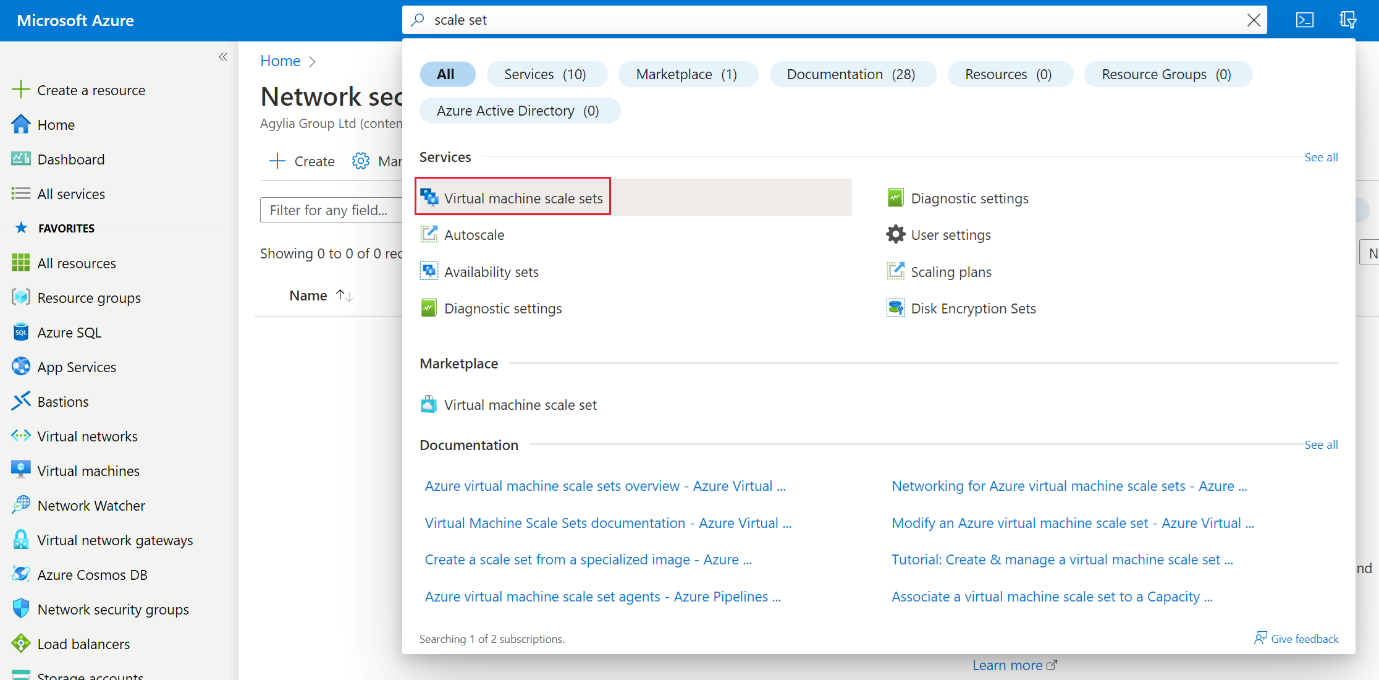 Microsoft Azure
scale set
Create a resource
Home
Dashboard
All services
FAVORITES
All resources
Resource groups
Azure SQL
App Services
Bastions
Virtual networks
Virtual machines
Network Watcher
Virtual network gateways
Azure Cosmos DB
Network security groups
Load balancers
Storage accounts
Home
Network sec
Agylia Group Ltd (conten
Create
Mar
Filter for any field...
Showing 0 to 0 of 0 rec
Name
All
Services (10)
Marketplace (1)
Documentation (28)
Resources (0)
Resource Groups (0)
Azure Active Directory (0)
Services
See all
Virtual machine scale sets
Diagnostic settings
Autoscale
User settings
Availability sets
Scaling plans
Diagnostic settings
Disk Encryption Sets
Marketplace
Virtual machine scale set
Documentation
See all
Azure virtual machine scale sets overview - Azure Virtual ...
Networking for Azure virtual machine scale sets - Azure ...
Virtual Machine Scale Sets documentation - Azure Virtual ...
Modify an Azure virtual machine scale set - Azure Virtual ...
Create a scale set from a specialized image - Azure ...
Tutorial: Create & manage a virtual machine scale set ...
Azure virtual machine scale set agents - Azure Pipelines ...
Associate a virtual machine scale set to a Capacity ...
Searching 1 of 2 subscriptions.
Give feedback
N
nd
Learn more